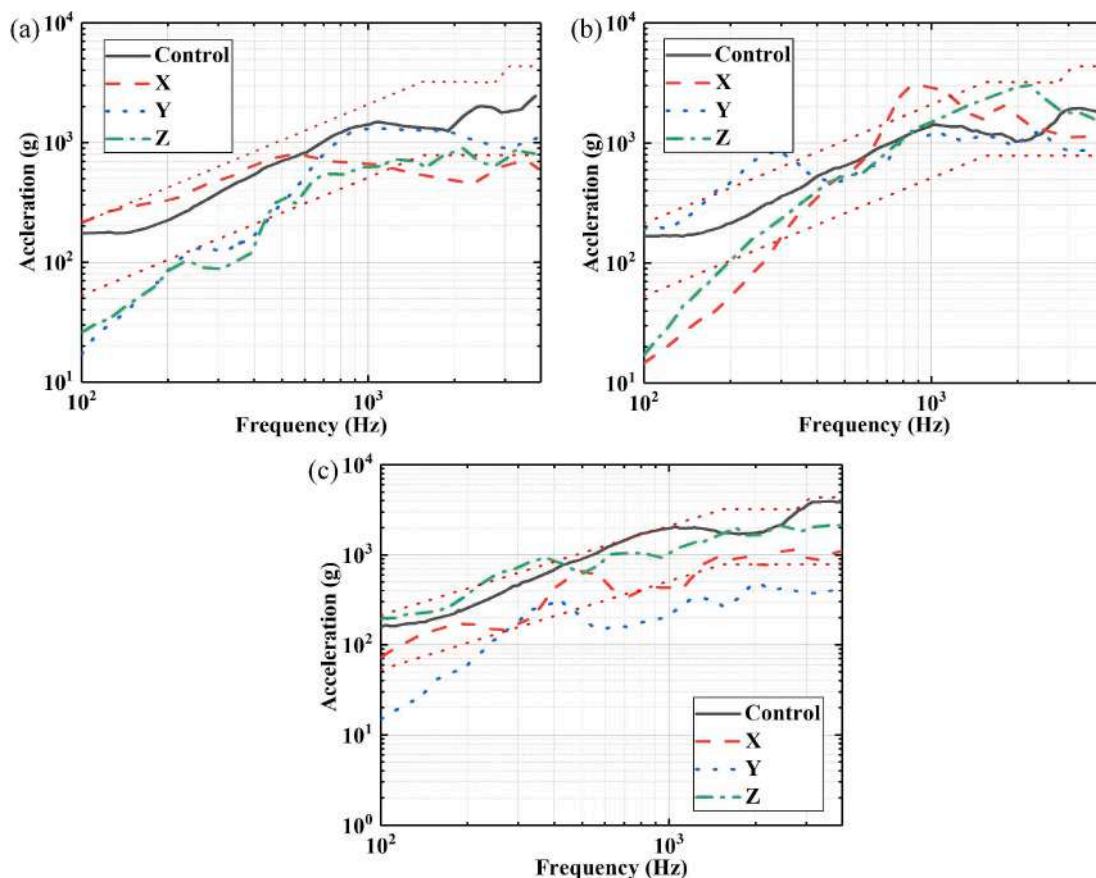 (a)
10^4
10^3
10^2
10^1
Accleration (g)
Control
X
Y
Z
10^2
10^3
Frequency (Hz)
(b)
10^4
10^3
10^2
10^1
Accleration (g)
Control
X
Y
Z
10^2
10^3
Frequency (Hz)
(c)
10^4
10^3
10^2
10^1
10^0
Accleration (g)
Control
X
Y
Z
10^2
10^3
Frequency (Hz)